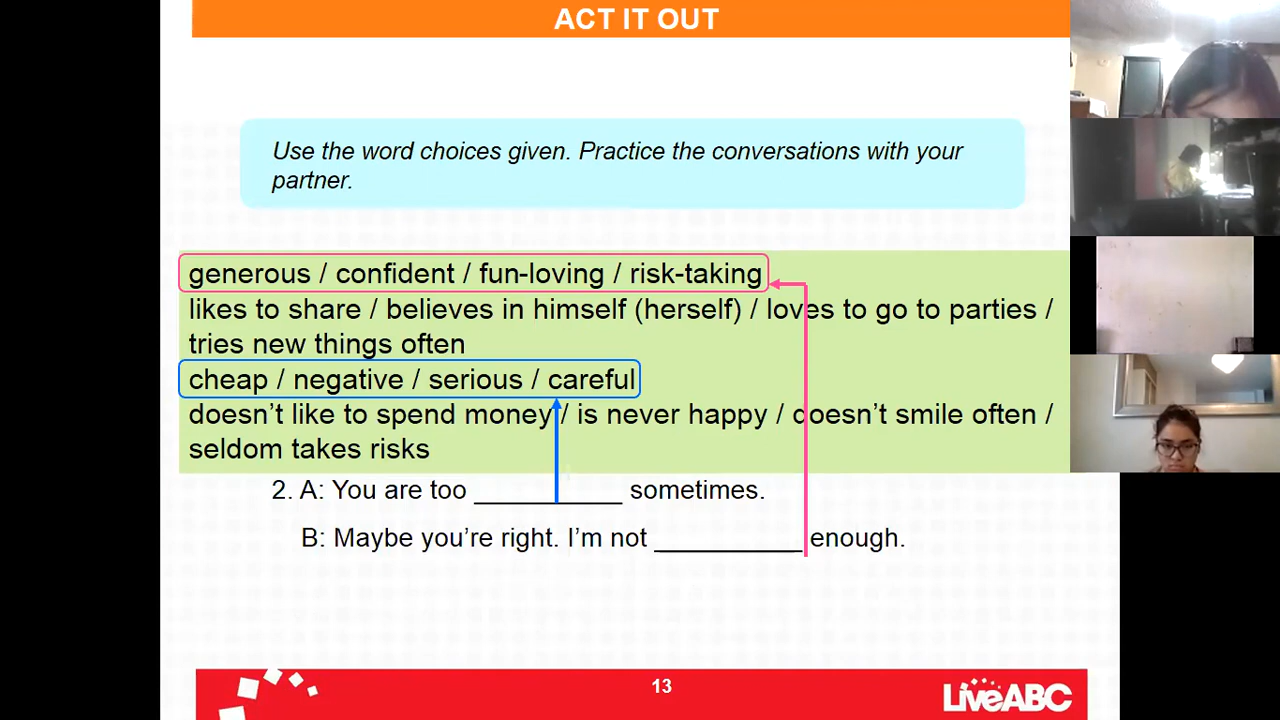 ACT IT OUT
Use the word choices given. Practice the conversations with your
partner.
generous / confident / fun-loving / risk-taking
likes to share / believes in himself (herself) / loves to go to parties /
tries new things often
cheap / negative / serious / careful
doesn’t like to spend money / is never happy / doesn’t smile often /
seldom takes risks
2. A: You are too __________ sometimes.
B: Maybe you’re right. I’m not __________ enough.
13
LiveABC